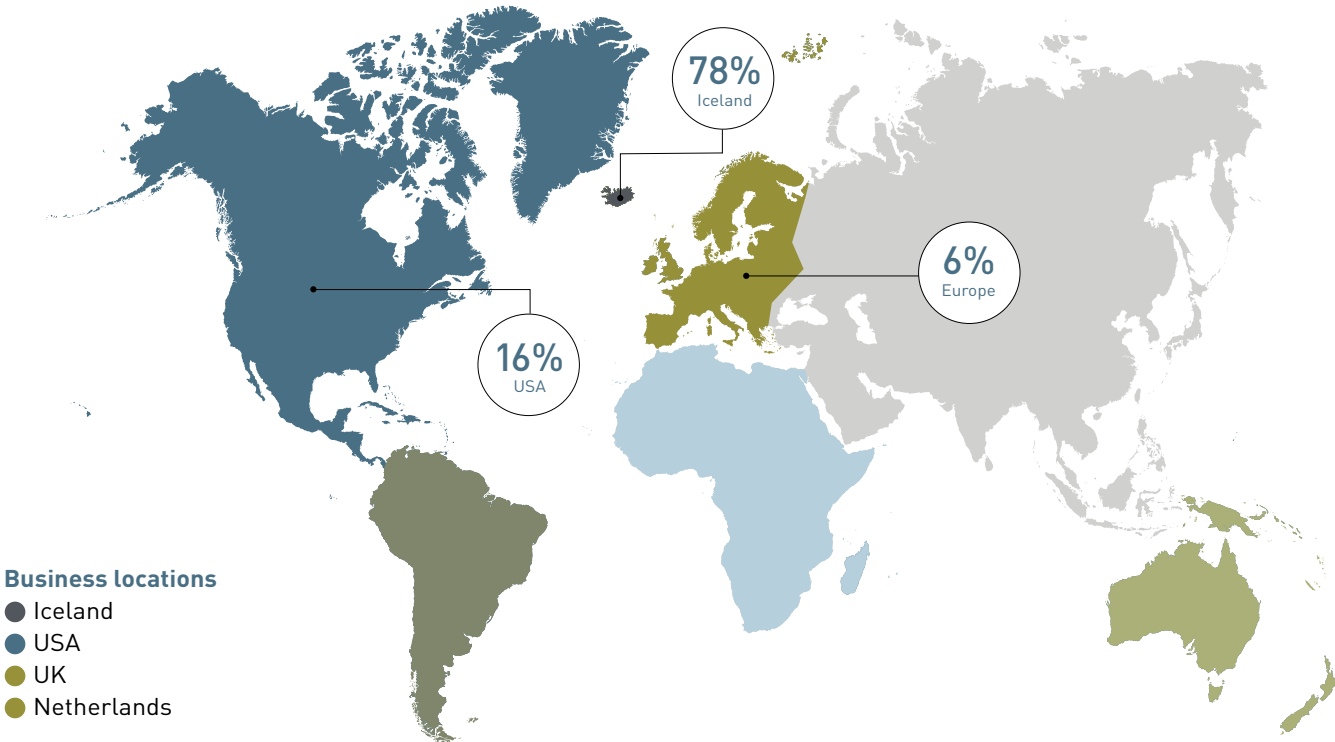 78%
Iceland
6%
Europe
16%
USA
Business locations
Iceland
USA
UK
Netherlands